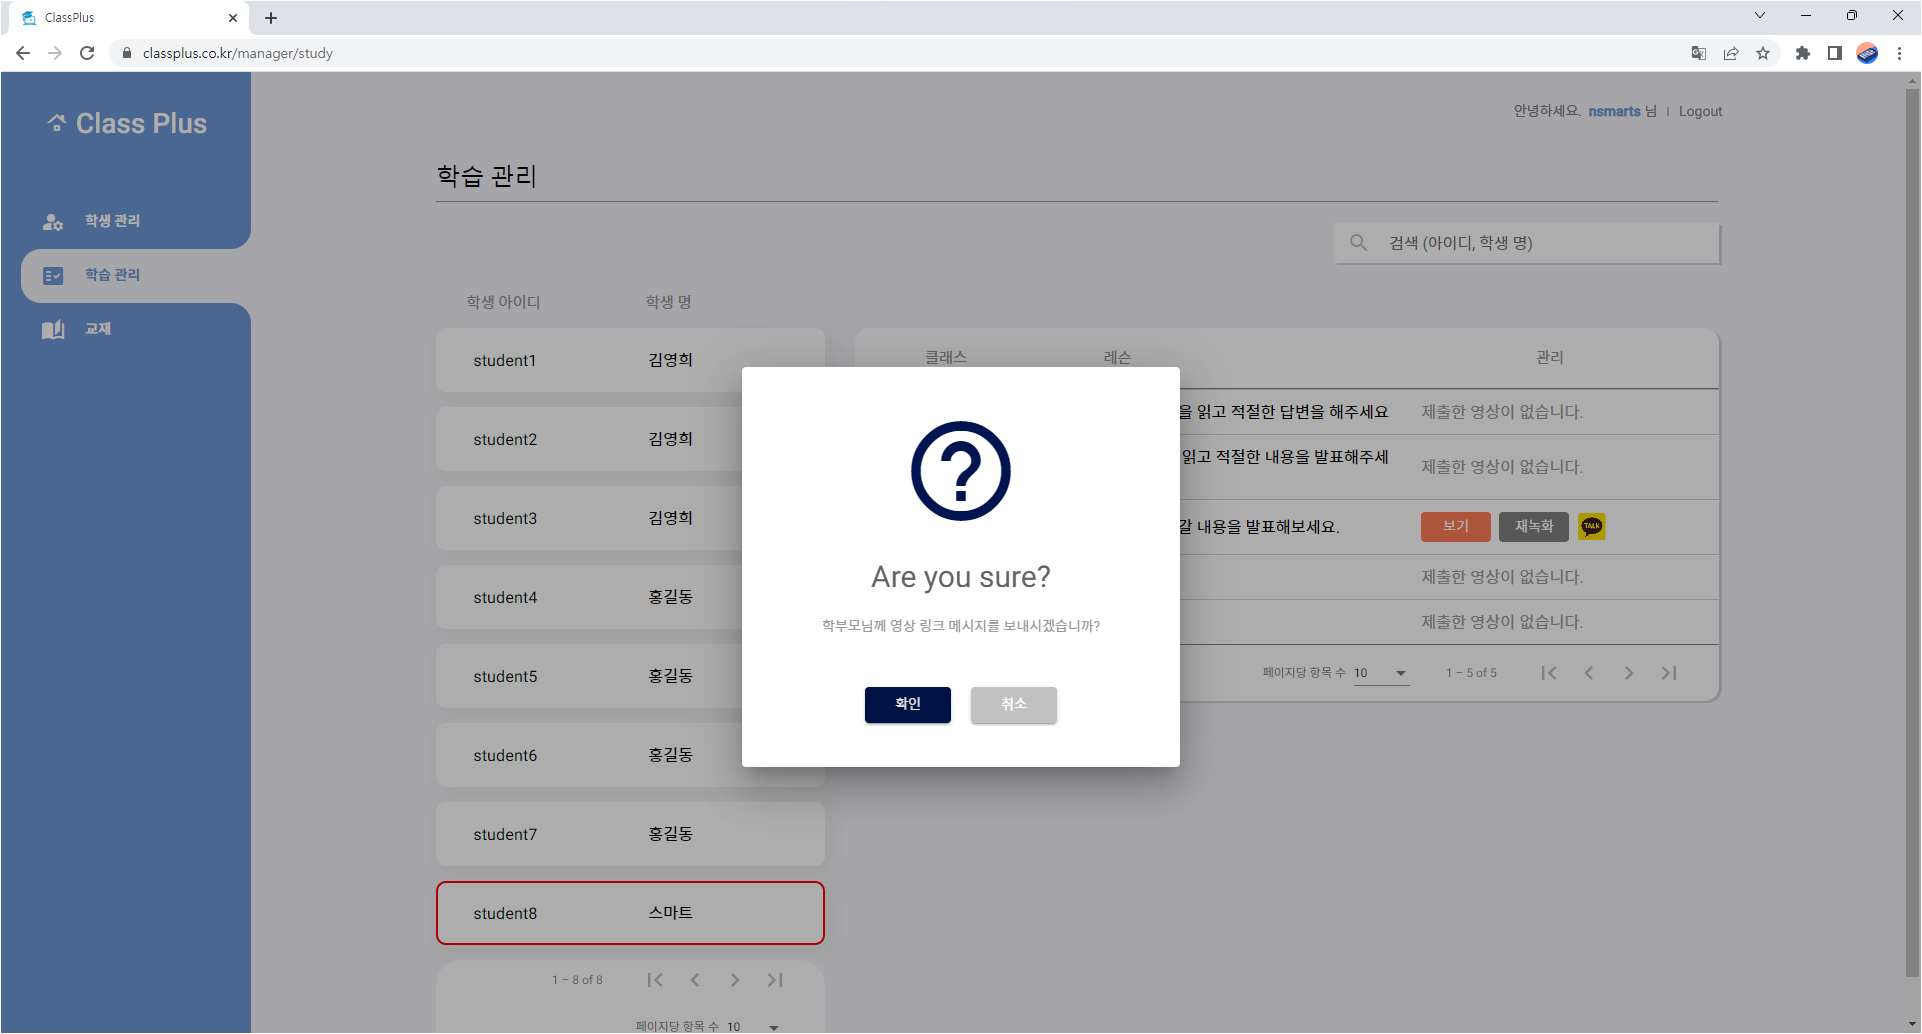 ClassPlus
classplus.co.kr/manager/study
Class Plus
안녕하세요. nsmarts 님 | Logout
학습 관리
학생 관리
학습 관리
교재
검색 (아이디, 학생 명)
학생 아이디 학생 명
student1 김영희
student2 김영희
student3 김영희
student4 홍길동
student5 홍길동
student6 홍길동
student7 홍길동
student8 스마트
1 – 8 of 8
페이지당 항목 수 10
클래스 레슨 관리
을 읽고 적절한 답변을 해주세요 제출한 영상이 없습니다.
읽고 적절한 내용을 발표해주세 제출한 영상이 없습니다.
갈 내용을 발표해보세요. 보기 재녹화 TALK
제출한 영상이 없습니다.
제출한 영상이 없습니다.
페이지당 항목 수 10 1 – 5 of 5
Are you sure?
학부모님께 영상 링크 메시지를 보내시겠습니까?
확인 취소